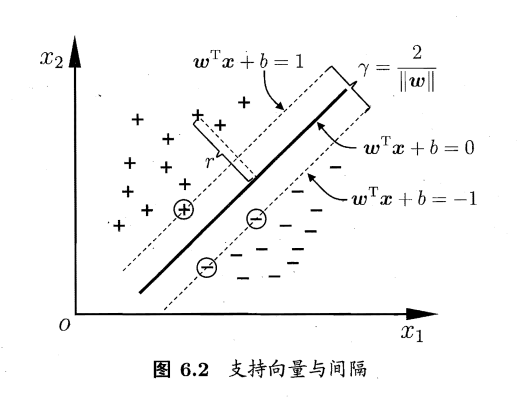 x₂
wᵀx + b = 1
γ = 2/‖w‖
r
wᵀx + b = 0
wᵀx + b = −1
O
x₁
图 6.2 支持向量与间隔